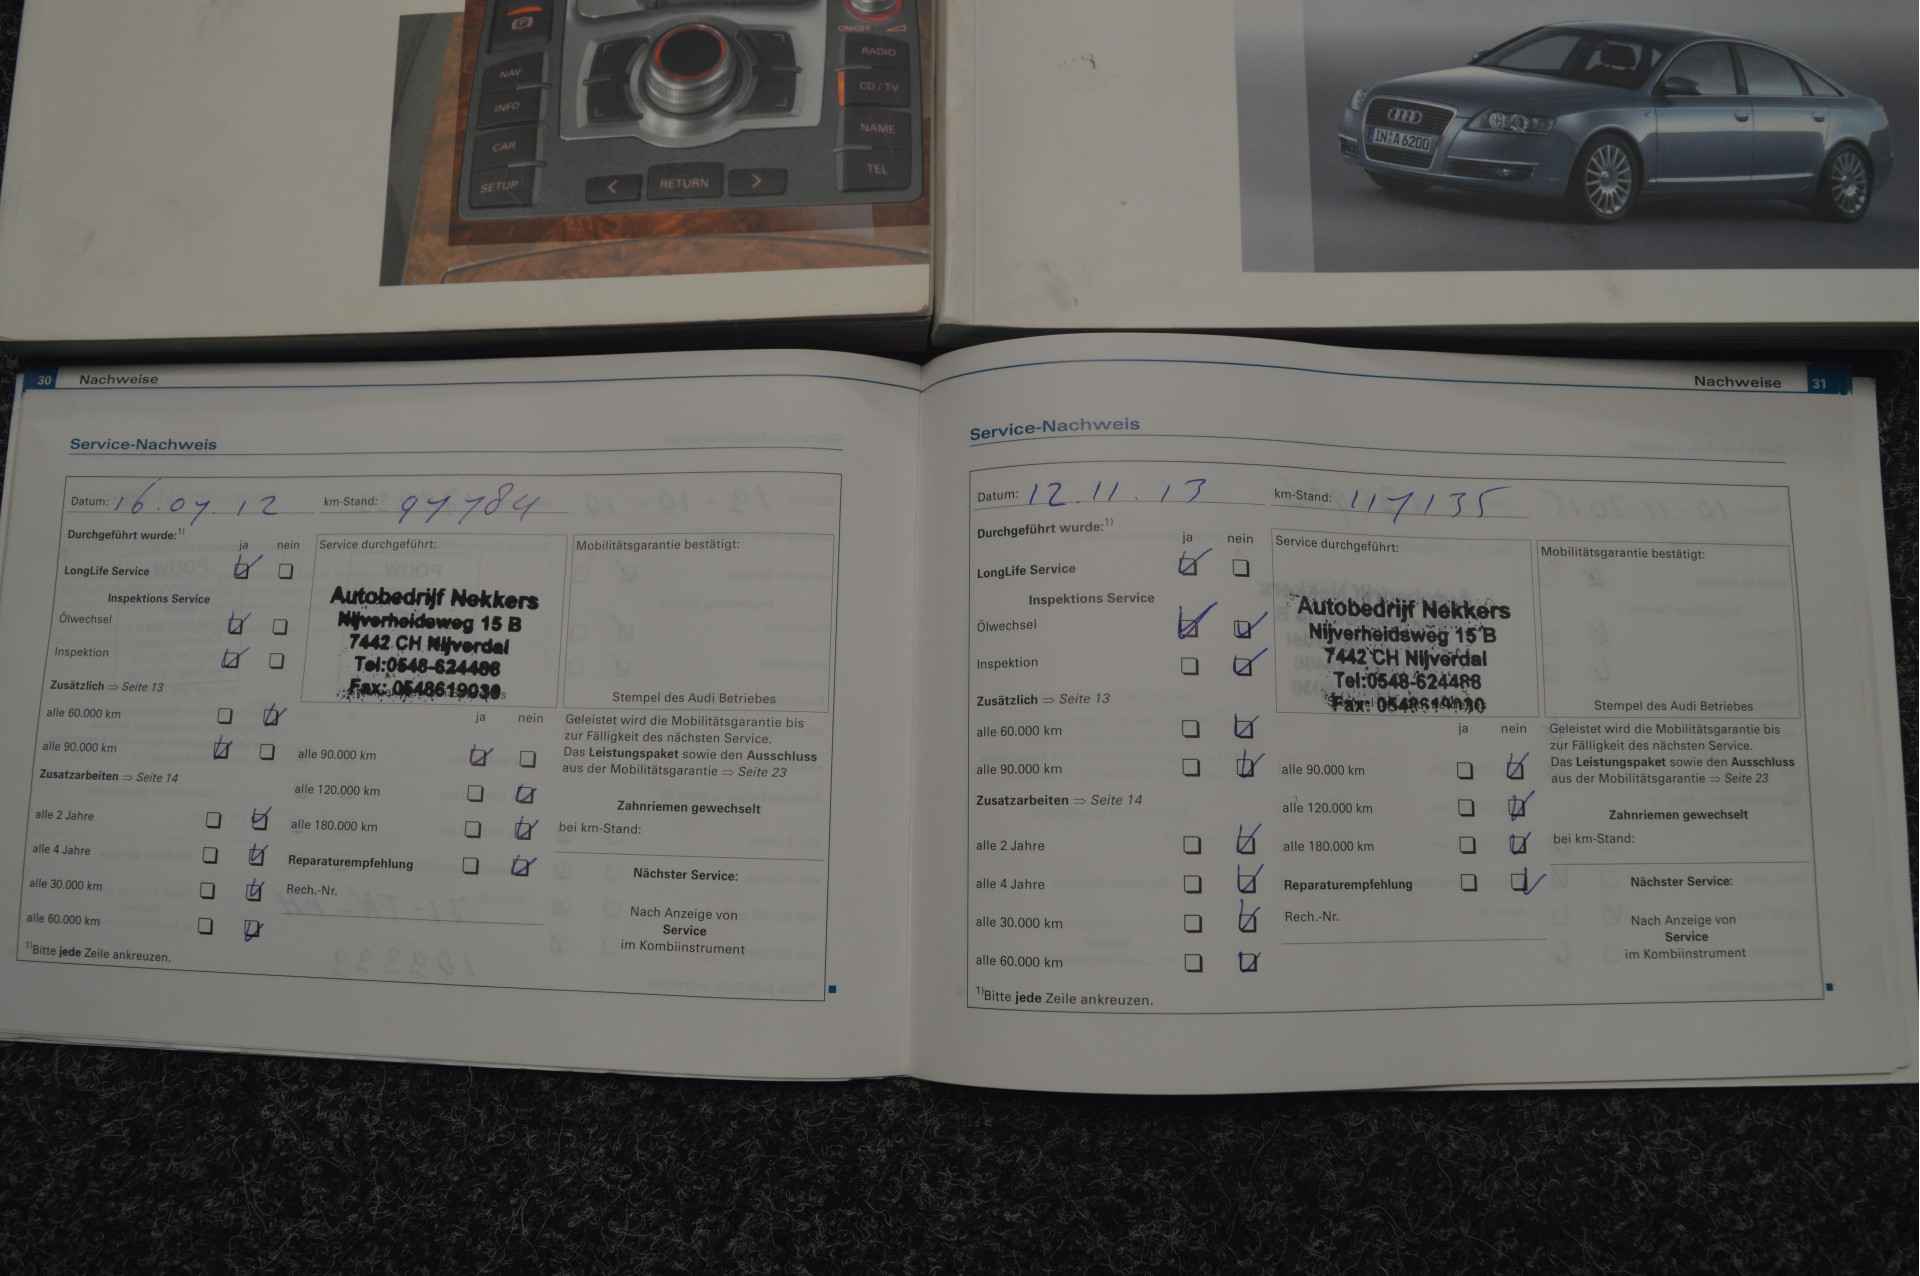 NAV
INFO
CAR
SETUP
RETURN
RADIO
CD / TV
NAME
TEL
IN·A 6200
30 Nachweise
Service-Nachweis
Datum: 16.07.12 km-Stand: 97784
Durchgeführt wurde:1)
ja nein
Service durchgeführt:
Mobilitätsgarantie bestätigt:
LongLife Service
Inspektions Service
Ölwechsel
Inspektion
Autobedrijf Nekkers
Nijverheidsweg 15 B
7442 CH Nijverdal
Tel:0548-624486
Fax: 0548619030
Stempel des Audi Betriebes
Zusätzlich ⇒ Seite 13
alle 60.000 km
alle 90.000 km
Zusatzarbeiten ⇒ Seite 14
alle 2 Jahre
alle 4 Jahre
alle 30.000 km
alle 60.000 km
1)Bitte jede Zeile ankreuzen.
ja nein
alle 90.000 km
alle 120.000 km
alle 180.000 km
Reparaturempfehlung
Rech.-Nr.
Geleistet wird die Mobilitätsgarantie bis
zur Fälligkeit des nächsten Service.
Das Leistungspaket sowie den Ausschluss
aus der Mobilitätsgarantie ⇒ Seite 23
Zahnriemen gewechselt
bei km-Stand:
Nächster Service:
Nach Anzeige von
Service
im Kombiinstrument
Nachweise 31
Service-Nachweis
Datum: 12.11.13 km-Stand: 117135
Durchgeführt wurde:1)
ja nein
Service durchgeführt:
Mobilitätsgarantie bestätigt:
LongLife Service
Inspektions Service
Ölwechsel
Inspektion
Autobedrijf Nekkers
Nijverheidsweg 15 B
7442 CH Nijverdal
Tel:0548-624486
Fax: 0548619030
Stempel des Audi Betriebes
Zusätzlich ⇒ Seite 13
alle 60.000 km
alle 90.000 km
Zusatzarbeiten ⇒ Seite 14
alle 2 Jahre
alle 4 Jahre
alle 30.000 km
alle 60.000 km
1)Bitte jede Zeile ankreuzen.
ja nein
alle 90.000 km
alle 120.000 km
alle 180.000 km
Reparaturempfehlung
Rech.-Nr.
Geleistet wird die Mobilitätsgarantie bis
zur Fälligkeit des nächsten Service.
Das Leistungspaket sowie den Ausschluss
aus der Mobilitätsgarantie ⇒ Seite 23
Zahnriemen gewechselt
bei km-Stand:
Nächster Service:
Nach Anzeige von
Service
im Kombiinstrument